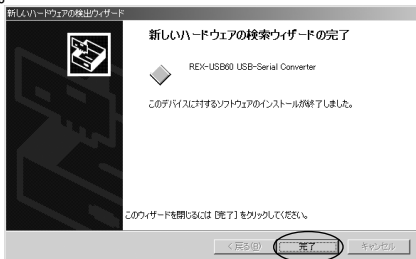 新しいハードウェアの検出ウィザード
新しいハードウェアの検索ウィザードの完了
REX-USB60 USB-Serial Converter
このデバイスに対するソフトウェアのインストールが終了しました。
このウィザードを閉じるには [完了] をクリックしてください。
< 戻る(B)
完了
キャンセル